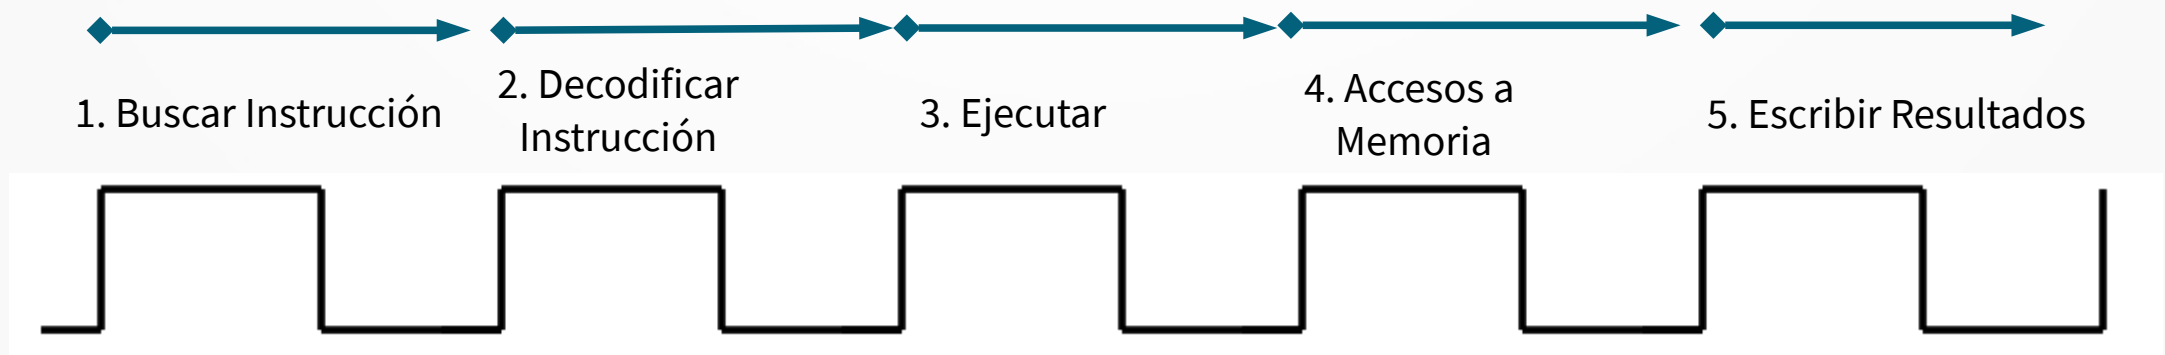 1. Buscar Instrucción
2. Decodificar
Instrucción
3. Ejecutar
4. Accesos a
Memoria
5. Escribir Resultados